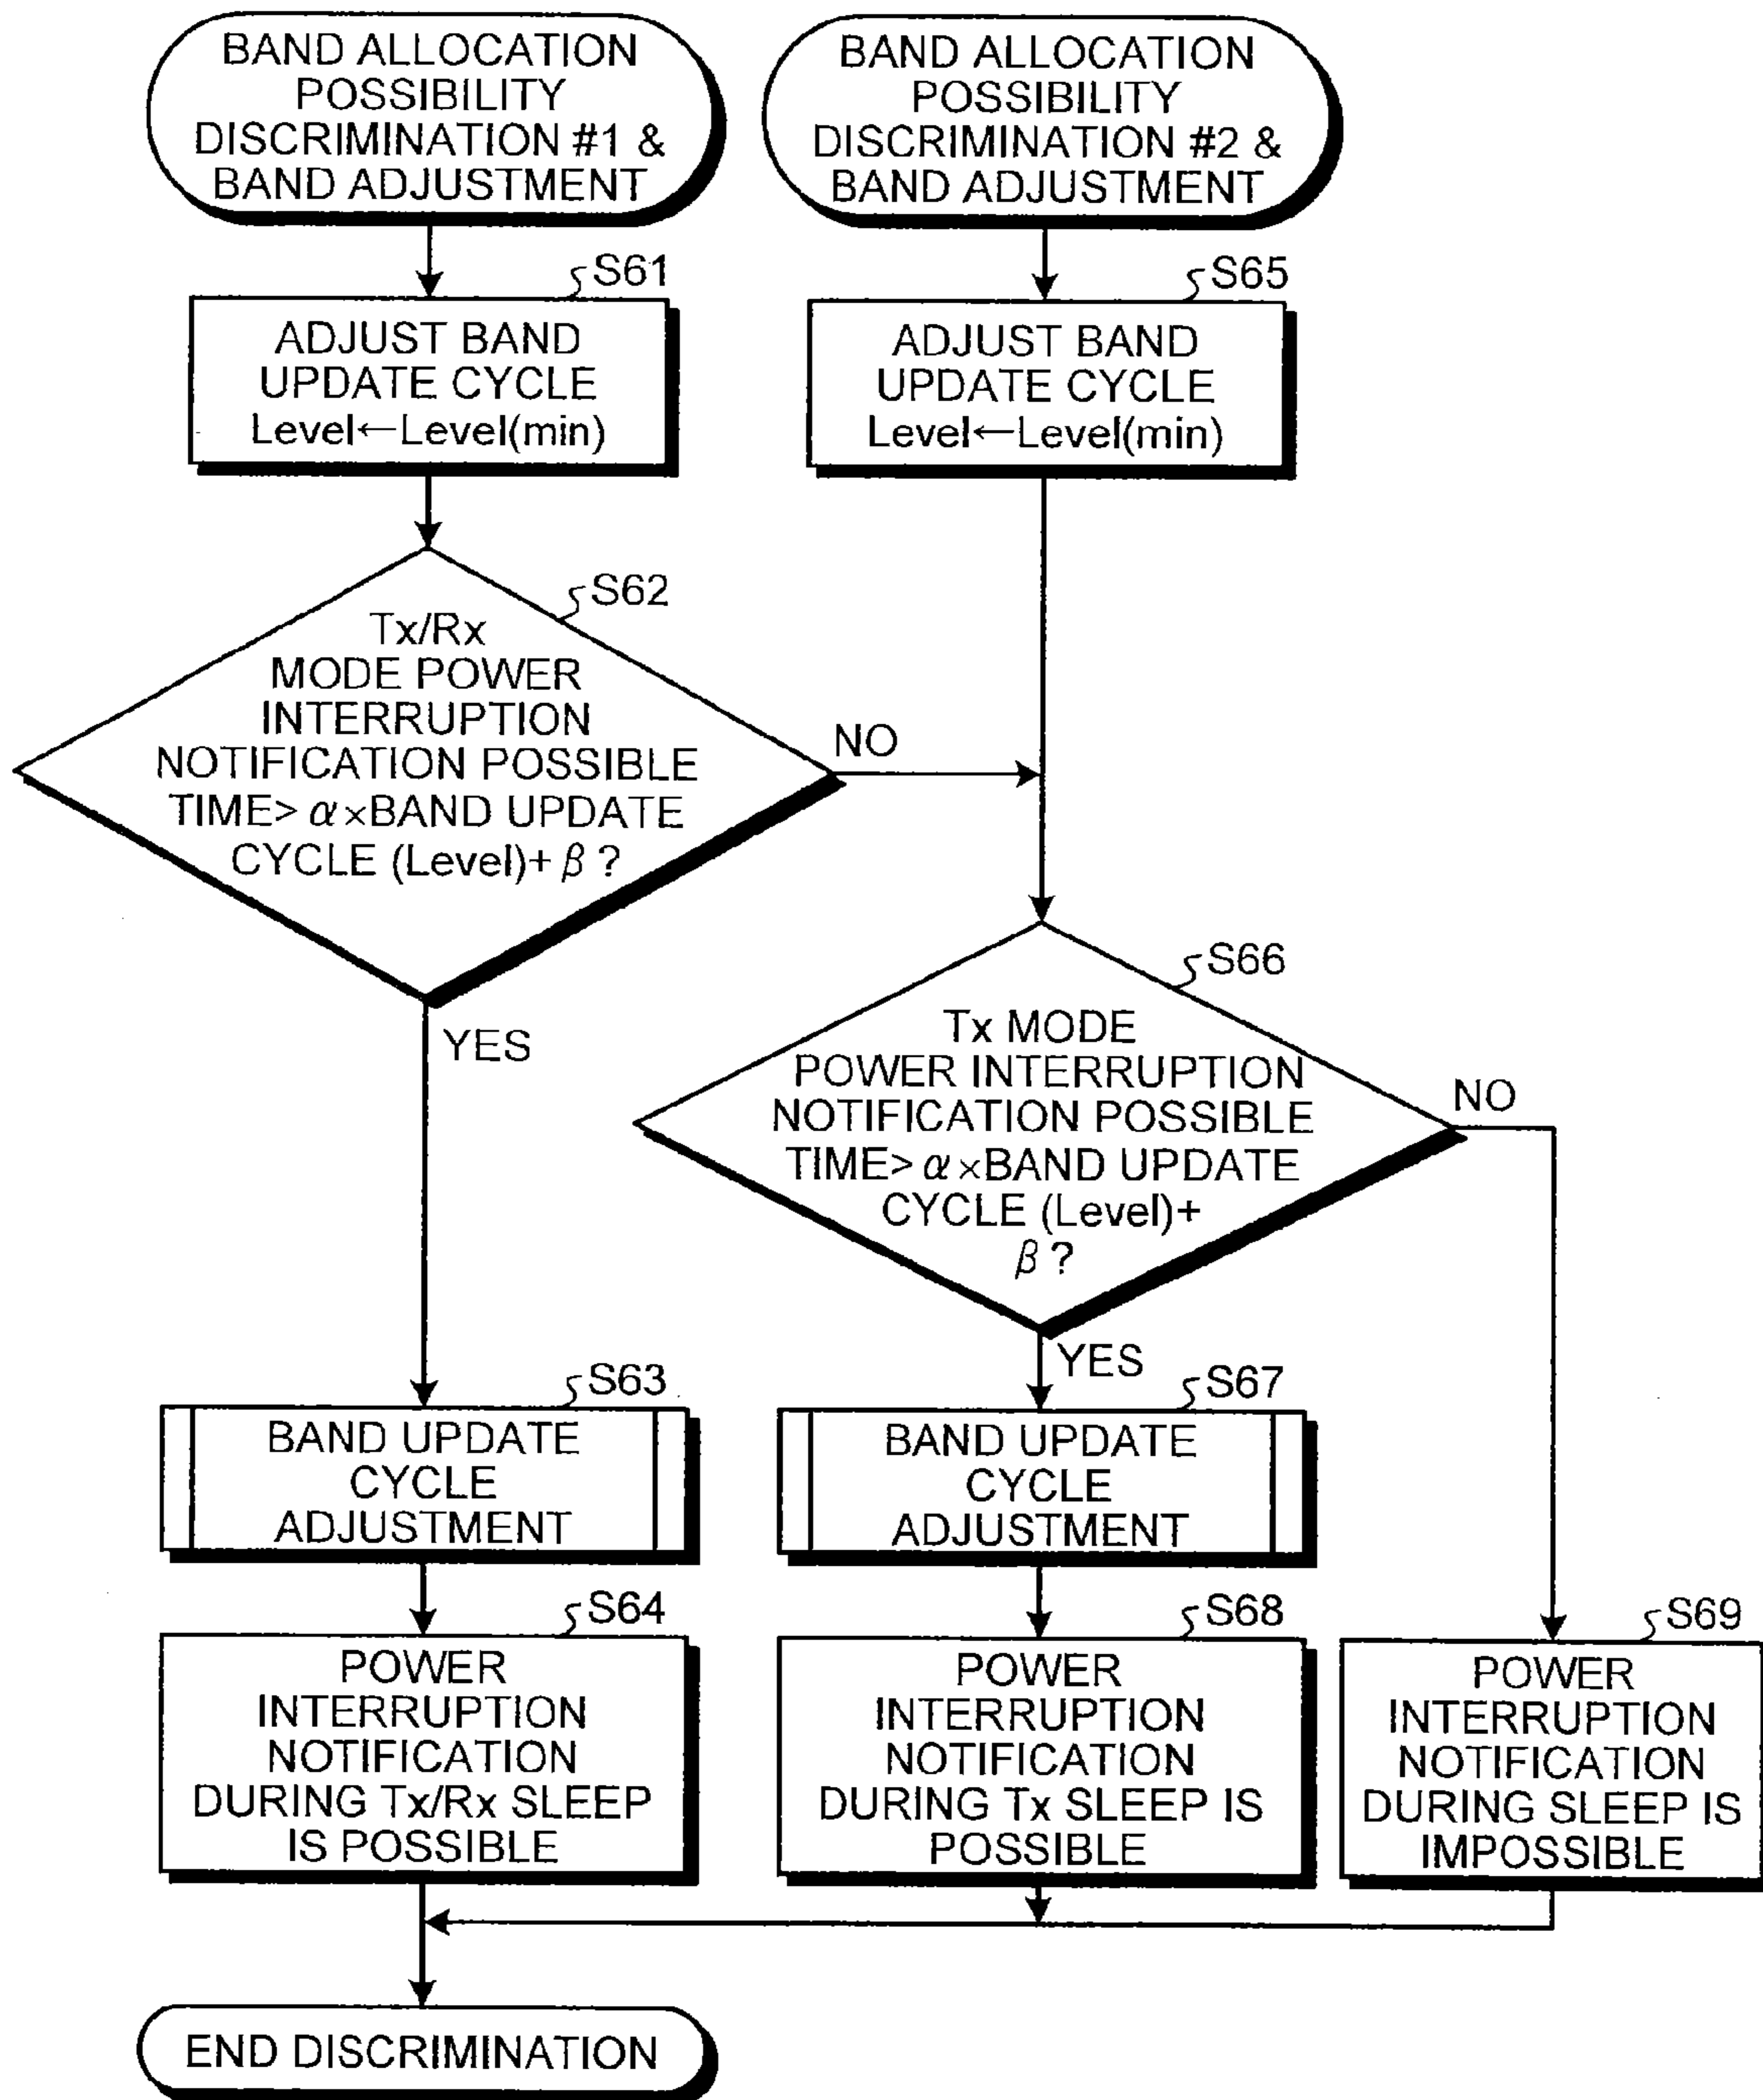 BAND ALLOCATION
POSSIBILITY
DISCRIMINATION #1 &
BAND ADJUSTMENT
S61
ADJUST BAND
UPDATE CYCLE
Level←Level(min)
S62
Tx/Rx
MODE POWER
INTERRUPTION
NOTIFICATION POSSIBLE
TIME> α×BAND UPDATE
CYCLE (Level)+ β ?
NO
YES
S63
BAND UPDATE
CYCLE
ADJUSTMENT
S64
POWER
INTERRUPTION
NOTIFICATION
DURING Tx/Rx SLEEP
IS POSSIBLE
BAND ALLOCATION
POSSIBILITY
DISCRIMINATION #2 &
BAND ADJUSTMENT
S65
ADJUST BAND
UPDATE CYCLE
Level←Level(min)
S66
Tx MODE
POWER INTERRUPTION
NOTIFICATION POSSIBLE
TIME> α×BAND UPDATE
CYCLE (Level)+
β ?
NO
YES
S67
BAND UPDATE
CYCLE
ADJUSTMENT
S68
POWER
INTERRUPTION
NOTIFICATION
DURING Tx SLEEP IS
POSSIBLE
S69
POWER
INTERRUPTION
NOTIFICATION
DURING SLEEP IS
IMPOSSIBLE
END DISCRIMINATION